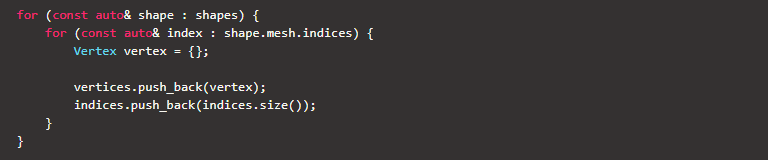 for (const auto& shape : shapes) {
    for (const auto& index : shape.mesh.indices) {
        Vertex vertex = {};

        vertices.push_back(vertex);
        indices.push_back(indices.size());
    }
}